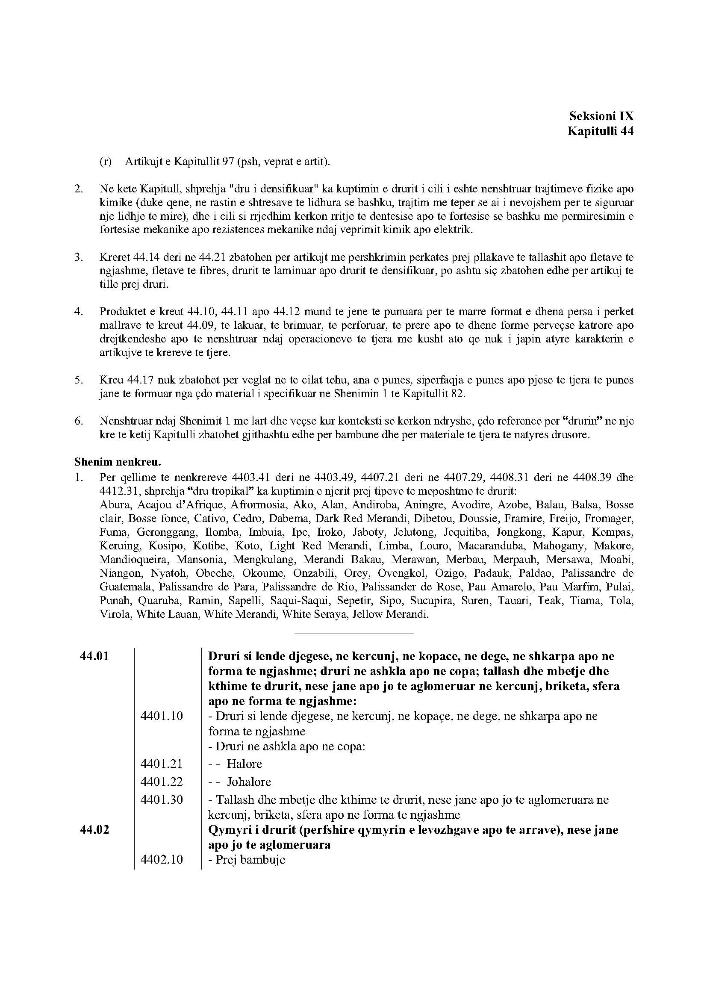 Seksioni IX
Kapitulli 44
(r) Artikujt e Kapitullit 97 (psh, veprat e artit).
2. Ne kete Kapitull, shprehja "dru i densifikuar" ka kuptimin e drurit i cili i eshte nenshtruar trajtimeve fizike apo
kimike (duke qene, ne rastin e shtresave te lidhura se bashku, trajtim me teper se ai i nevojshem per te siguruar
nje lidhje te mire), dhe i cili si rrjedhim kerkon rritje te dentesise apo te fortesise se bashku me permiresimin e
fortesise mekanike apo rezistences mekanike ndaj veprimit kimik apo elektrik.
3. Kreret 44.14 deri ne 44.21 zbatohen per artikujt me pershkrimin perkates prej pllakave te tallashit apo fletave te
ngjashme, fletave te fibres, drurit te laminuar apo drurit te densifikuar, po ashtu siç zbatohen edhe per artikuj te
tille prej druri.
4. Produktet e kreut 44.10, 44.11 apo 44.12 mund te jene te punuara per te marre format e dhena persa i perket
mallrave te kreut 44.09, te lakuar, te brimuar, te perforuar, te prere apo te dhene forme perveçse katrore apo
drejtkendeshe apo te nenshtruar ndaj operacioneve te tjera me kusht ato qe nuk i japin atyre karakterin e
artikujve te krereve te tjere.
5. Kreu 44.17 nuk zbatohet per veglat ne te cilat tehu, ana e punes, siperfaqja e punes apo pjese te tjera te punes
jane te formuar nga çdo material i specifikuar ne Shenimin 1 te Kapitullit 82.
6. Nenshtruar ndaj Shenimit 1 me lart dhe veçse kur konteksti se kerkon ndryshe, çdo reference per “drurin” ne nje
kre te ketij Kapitulli zbatohet gjithashtu edhe per bambune dhe per materiale te tjera te natyres drusore.
Shenim nenkreu.
1. Per qellime te nenkrereve 4403.41 deri ne 4403.49, 4407.21 deri ne 4407.29, 4408.31 deri ne 4408.39 dhe
4412.31, shprehja “dru tropikal” ka kuptimin e njerit prej tipeve te meposhtme te drurit:
Abura, Acajou d’Afrique, Afrormosia, Ako, Alan, Andiroba, Aningre, Avodire, Azobe, Balau, Balsa, Bosse
clair, Bosse fonce, Cativo, Cedro, Dabema, Dark Red Merandi, Dibetou, Doussie, Framire, Freijo, Fromager,
Fuma, Geronggang, Ilomba, Imbuia, Ipe, Iroko, Jaboty, Jelutong, Jequitiba, Jongkong, Kapur, Kempas,
Keruing, Kosipo, Kotibe, Koto, Light Red Merandi, Limba, Louro, Macaranduba, Mahogany, Makore,
Mandioqueira, Mansonia, Mengkulang, Merandi Bakau, Merawan, Merbau, Merpauh, Mersawa, Moabi,
Niangon, Nyatoh, Obeche, Okoume, Onzabili, Orey, Ovengkol, Ozigo, Padauk, Paldao, Palissandre de
Guatemala, Palissandre de Para, Palissandre de Rio, Palissander de Rose, Pau Amarelo, Pau Marfim, Pulai,
Punah, Quaruba, Ramin, Sapelli, Saqui-Saqui, Sepetir, Sipo, Sucupira, Suren, Tauari, Teak, Tiama, Tola,
Virola, White Lauan, White Merandi, White Seraya, Jellow Merandi.
44.01 Druri si lende djegese, ne kercunj, ne kopace, ne dege, ne shkarpa apo ne
forma te ngjashme; druri ne ashkla apo ne copa; tallash dhe mbetje dhe
kthime te drurit, nese jane apo jo te aglomeruar ne kercunj, briketa, sfera
apo ne forma te ngjashme:
4401.10 - Druri si lende djegese, ne kercunj, ne kopaçe, ne dege, ne shkarpa apo ne
forma te ngjashme
- Druri ne ashkla apo ne copa:
4401.21 - - Halore
4401.22 - - Johalore
4401.30 - Tallash dhe mbetje dhe kthime te drurit, nese jane apo jo te aglomeruara ne
kercunj, briketa, sfera apo ne forma te ngjashme
44.02 Qymyri i drurit (perfshire qymyrin e levozhgave apo te arrave), nese jane
apo jo te aglomeruara
4402.10 - Prej bambuje